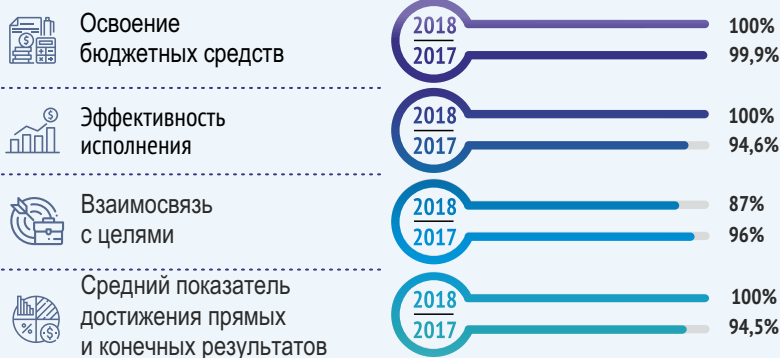 Освоение
бюджетных средств
2018
100%
2017
99,9%
Эффективность
исполнения
2018
100%
2017
94,6%
Взаимосвязь
с целями
2018
87%
2017
96%
Средний показатель
достижения прямых
и конечных результатов
2018
100%
2017
94,5%